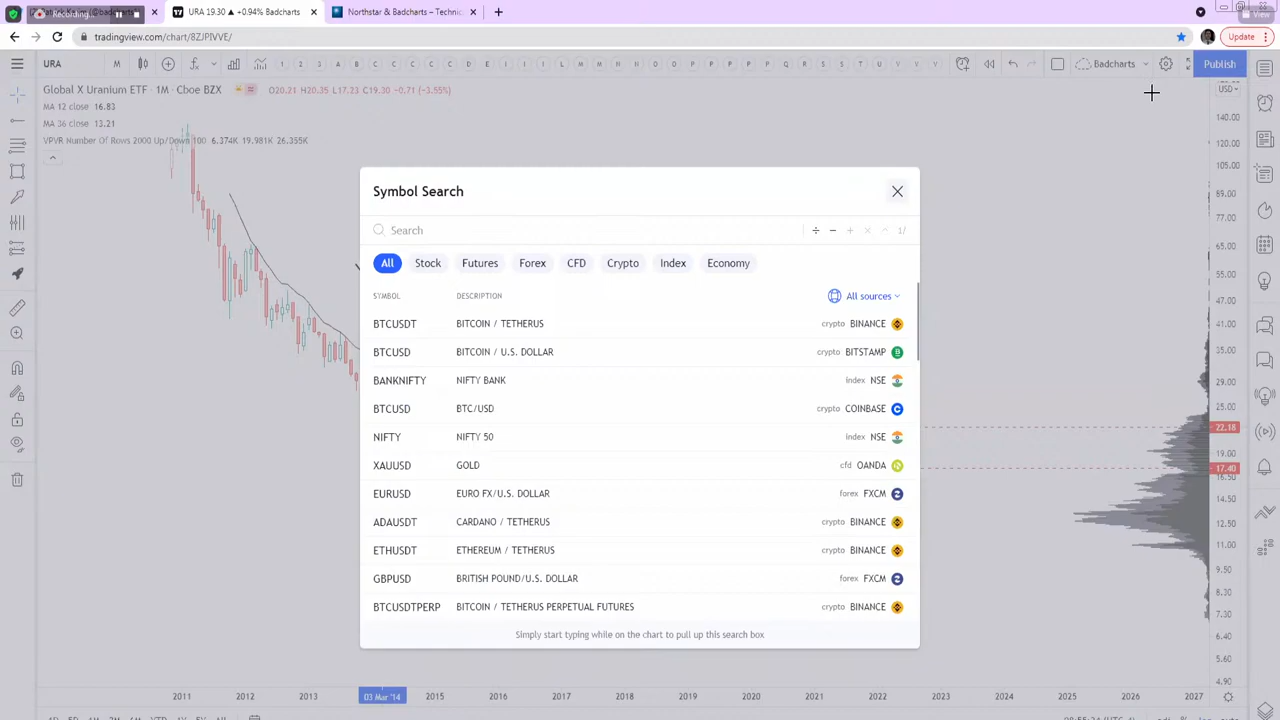 Recording...
Patrick Karim (@badcharts
URA 19.30 ▲ +0.94% Badcharts
Northstar & Badcharts – Technic
View
tradingview.com/chart/8ZJPIVVE/
Update
URA
M
Badcharts
Publish
Global X Uranium ETF · 1M · Cboe BZX
O20.21 H20.35 L17.23 C19.30 −0.71 (−3.55%)
USD
MA 12 close 16.83
MA 36 close 13.21
VPVR Number Of Rows 2000 Up/Down 100 6.374K 19.981K 26.355K
Symbol Search
Search
1/
All
Stock
Futures
Forex
CFD
Crypto
Index
Economy
SYMBOL
DESCRIPTION
All sources
BTCUSDT BITCOIN / TETHERUS crypto BINANCE
BTCUSD BITCOIN / U.S. DOLLAR crypto BITSTAMP
BANKNIFTY NIFTY BANK index NSE
BTCUSD BTC/USD crypto COINBASE
NIFTY NIFTY 50 index NSE
XAUUSD GOLD cfd OANDA
EURUSD EURO FX/U.S. DOLLAR forex FXCM
ADAUSDT CARDANO / TETHERUS crypto BINANCE
ETHUSDT ETHEREUM / TETHERUS crypto BINANCE
GBPUSD BRITISH POUND/U.S. DOLLAR forex FXCM
BTCUSDTPERP BITCOIN / TETHERUS PERPETUAL FUTURES crypto BINANCE
Simply start typing while on the chart to pull up this search box
140.00
120.00
105.00
89.00
77.00
65.00
57.00
49.00
41.00
35.00
30.00
25.00
22.18
19.00
17.40
16.50
14.50
12.50
11.00
9.50
8.30
7.30
6.40
5.60
4.90
2011
2012
2013
03 Mar '14
2015
2016
2017
2018
2019
2020
2021
2022
2023
2024
2025
2026
2027